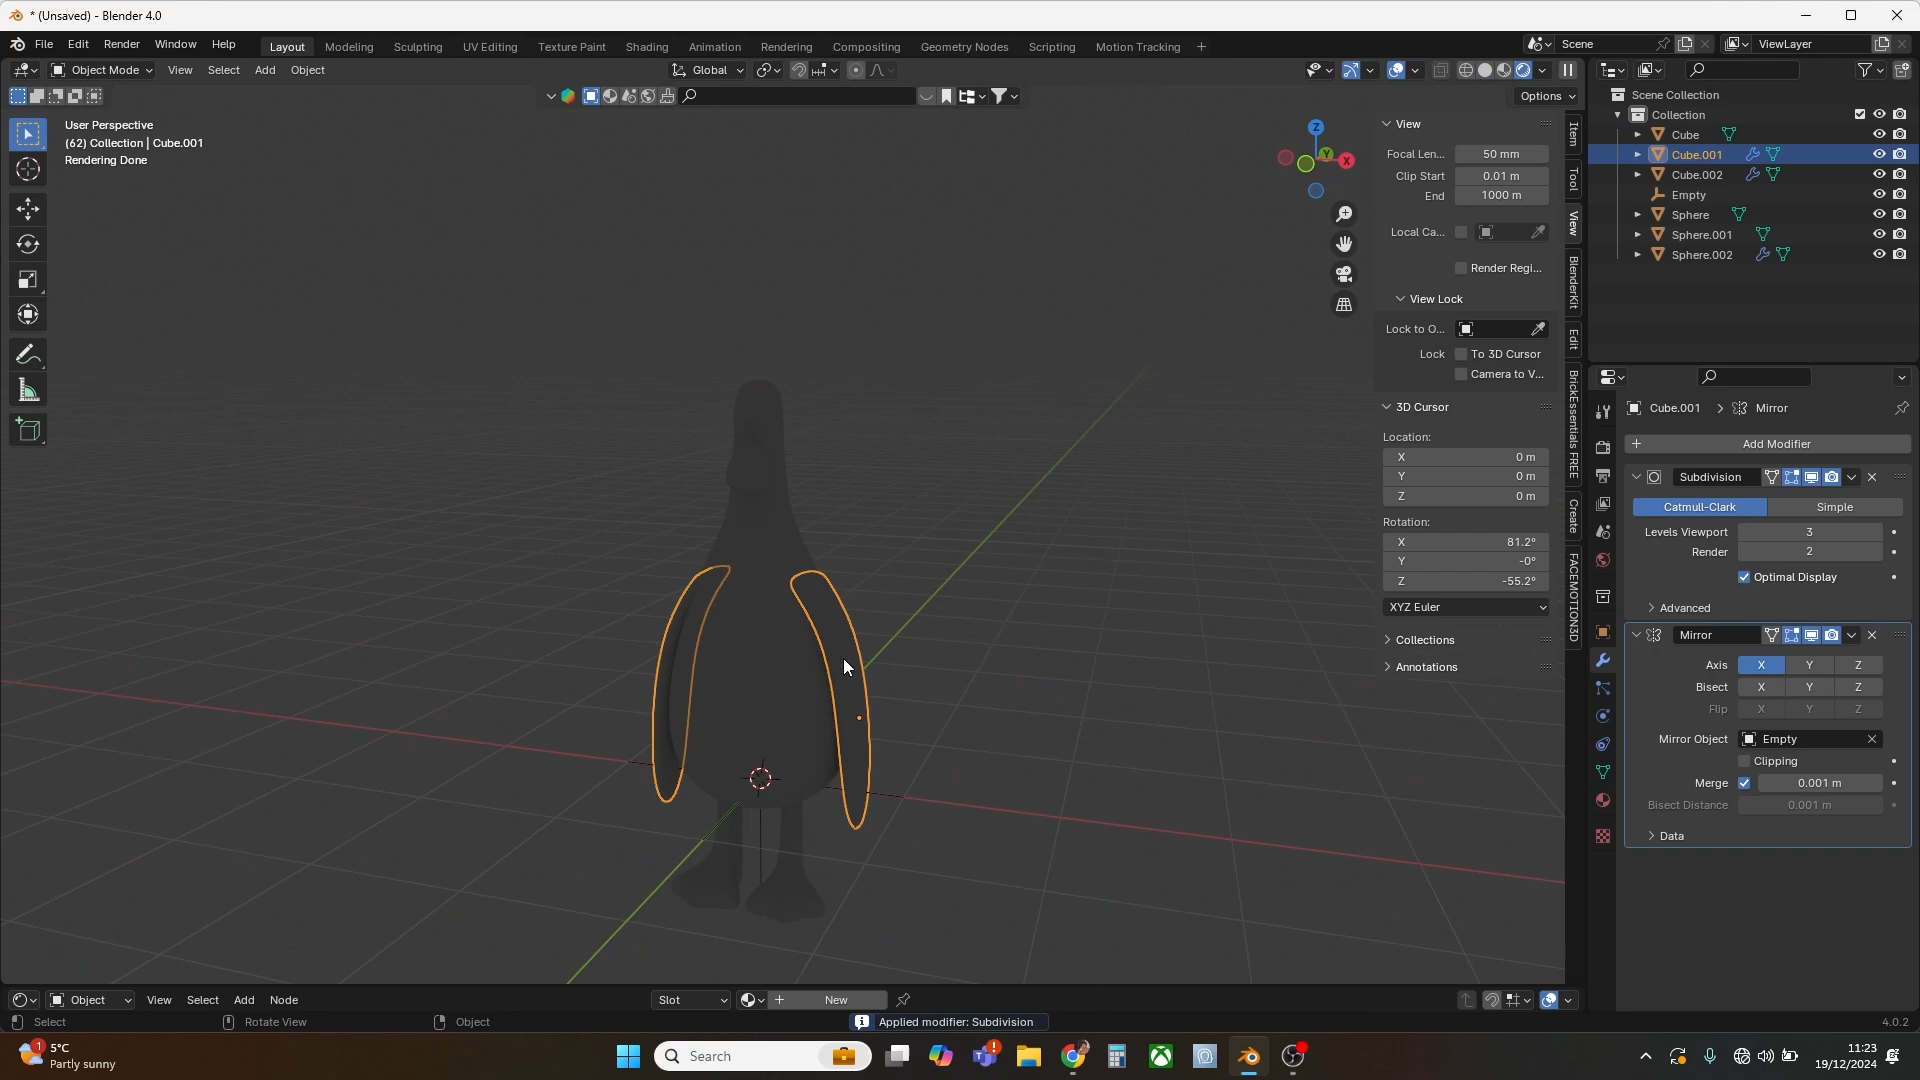 * (Unsaved) - Blender 4.0
File Edit Render Window Help
Layout Modeling Sculpting UV Editing Texture Paint Shading Animation Rendering Compositing Geometry Nodes Scripting Motion Tracking +
Scene
ViewLayer
Object Mode View Select Add Object
Global
Options
User Perspective
(62) Collection | Cube.001
Rendering Done
Z
Y
X
View
Focal Len... 50 mm
Clip Start 0.01 m
End 1000 m
Local Ca...
Render Regi...
View Lock
Lock to O...
Lock To 3D Cursor
Camera to V...
3D Cursor
Location:
X 0 m
Y 0 m
Z 0 m
Rotation:
X 81.2°
Y -0°
Z -55.2°
XYZ Euler
Collections
Annotations
Item
Tool
View
BlenderKit
Edit
BrickEssentials FREE
Create
FACEMOTION3D
Scene Collection
Collection
Cube
Cube.001
Cube.002
Empty
Sphere
Sphere.001
Sphere.002
Cube.001 > Mirror
+ Add Modifier
Subdivision
Catmull-Clark Simple
Levels Viewport 3
Render 2
Optimal Display
Advanced
Mirror
Axis X Y Z
Bisect X Y Z
Flip X Y Z
Mirror Object Empty
Clipping
Merge 0.001 m
Bisect Distance 0.001 m
Data
Object View Select Add Node
Slot
+ New
Select Rotate View Object
Applied modifier: Subdivision
4.0.2
1
5°C
Partly sunny
Search
11:23
19/12/2024